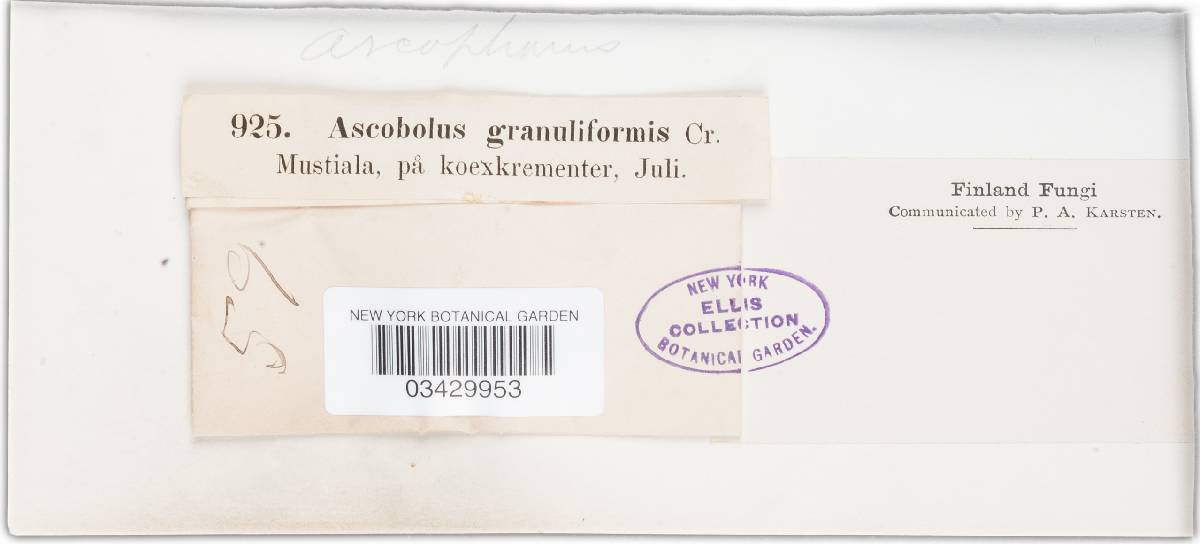 Ascophanus
925. Ascobolus granuliformis Cr.
Mustiala, på koexkrementer, Juli.
Finland Fungi
Communicated by P. A. KARSTEN.
59
NEW YORK BOTANICAL GARDEN
03429953
NEW YORK
ELLIS
COLLECTION
BOTANICAL GARDEN.